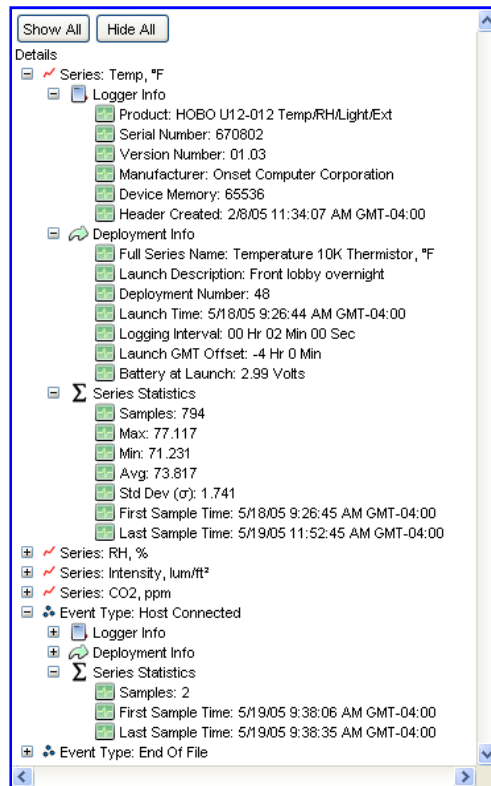 Show All Hide All
Details
Series: Temp, °F
Logger Info
Product: HOBO U12-012 Temp/RH/Light/Ext
Serial Number: 670802
Version Number: 01.03
Manufacturer: Onset Computer Corporation
Device Memory: 65536
Header Created: 2/8/05 11:34:07 AM GMT-04:00
Deployment Info
Full Series Name: Temperature 10K Thermistor, °F
Launch Description: Front lobby overnight
Deployment Number: 48
Launch Time: 5/18/05 9:26:44 AM GMT-04:00
Logging Interval: 00 Hr 02 Min 00 Sec
Launch GMT Offset: -4 Hr 0 Min
Battery at Launch: 2.99 Volts
Σ Series Statistics
Samples: 794
Max: 77.117
Min: 71.231
Avg: 73.817
Std Dev (σ): 1.741
First Sample Time: 5/18/05 9:26:45 AM GMT-04:00
Last Sample Time: 5/19/05 11:52:45 AM GMT-04:00
Series: RH, %
Series: Intensity, lum/ft²
Series: CO2, ppm
Event Type: Host Connected
Logger Info
Deployment Info
Σ Series Statistics
Samples: 2
First Sample Time: 5/19/05 9:38:06 AM GMT-04:00
Last Sample Time: 5/19/05 9:38:35 AM GMT-04:00
Event Type: End Of File